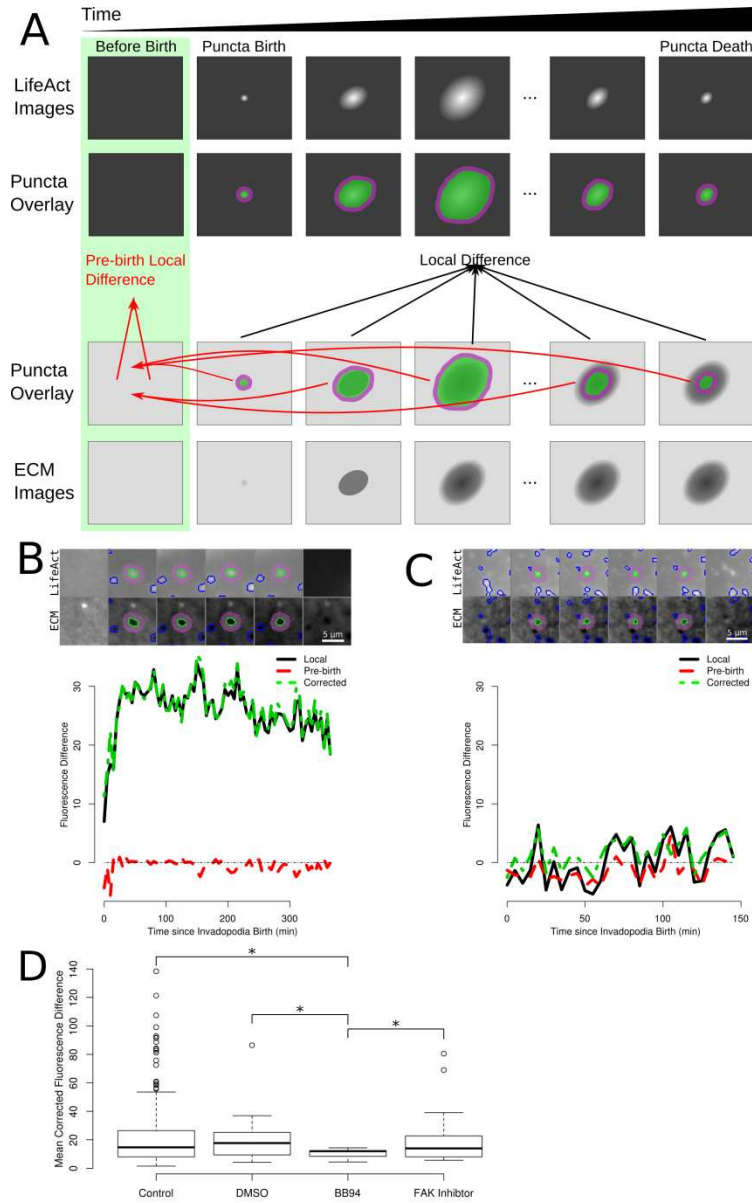 A
Time
Before Birth
Puncta Birth
Puncta Death
LifeAct
Images
...
Puncta
Overlay
...
Pre-birth Local
Difference
Local Difference
Puncta
Overlay
...
ECM
Images
...
B
LifeAct
ECM
5 µm
Local
Pre-birth
Corrected
Fluorescence Difference
30
20
10
0
0
100
200
300
Time since Invadopodia Birth (min)
C
LifeAct
ECM
5 µm
Local
Pre-birth
Corrected
Fluorescence Difference
30
20
10
0
0
50
100
150
Time since Invadopodia Birth (min)
D
Mean Corrected Fluorescence Difference
140
120
100
80
60
40
20
0
*
*
*
Control
DMSO
BB94
FAK Inhibtor